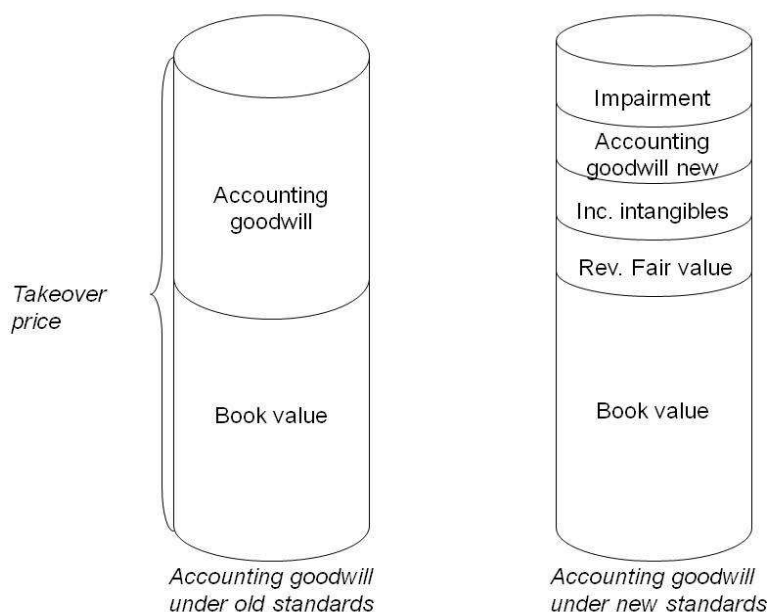 Takeover
price
Accounting
goodwill
Book value
Accounting goodwill
under old standards
Impairment
Accounting
goodwill new
Inc. intangibles
Rev. Fair value
Book value
Accounting goodwill
under new standards